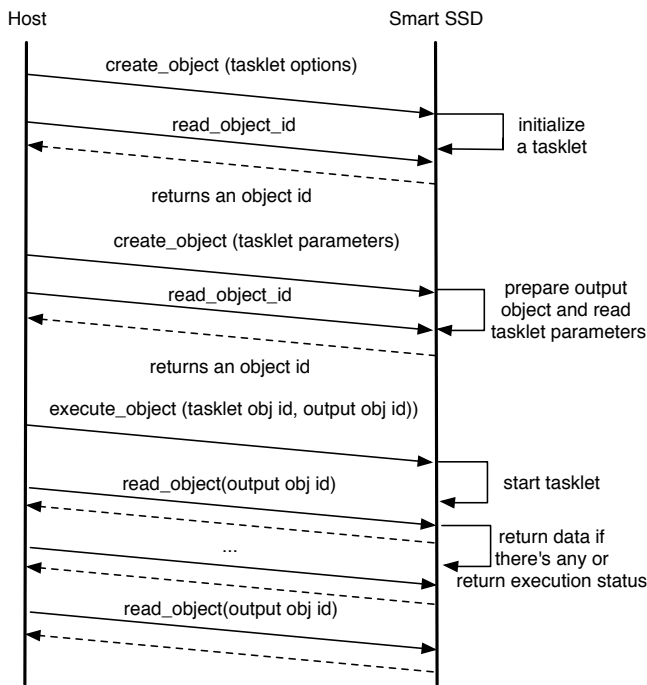 Host
Smart SSD
create_object (tasklet options)
read_object_id
initialize
a tasklet
returns an object id
create_object (tasklet parameters)
read_object_id
prepare output
object and read
tasklet parameters
returns an object id
execute_object (tasklet obj id, output obj id))
read_object(output obj id)
start tasklet
...
return data if
there's any or
return execution status
read_object(output obj id)